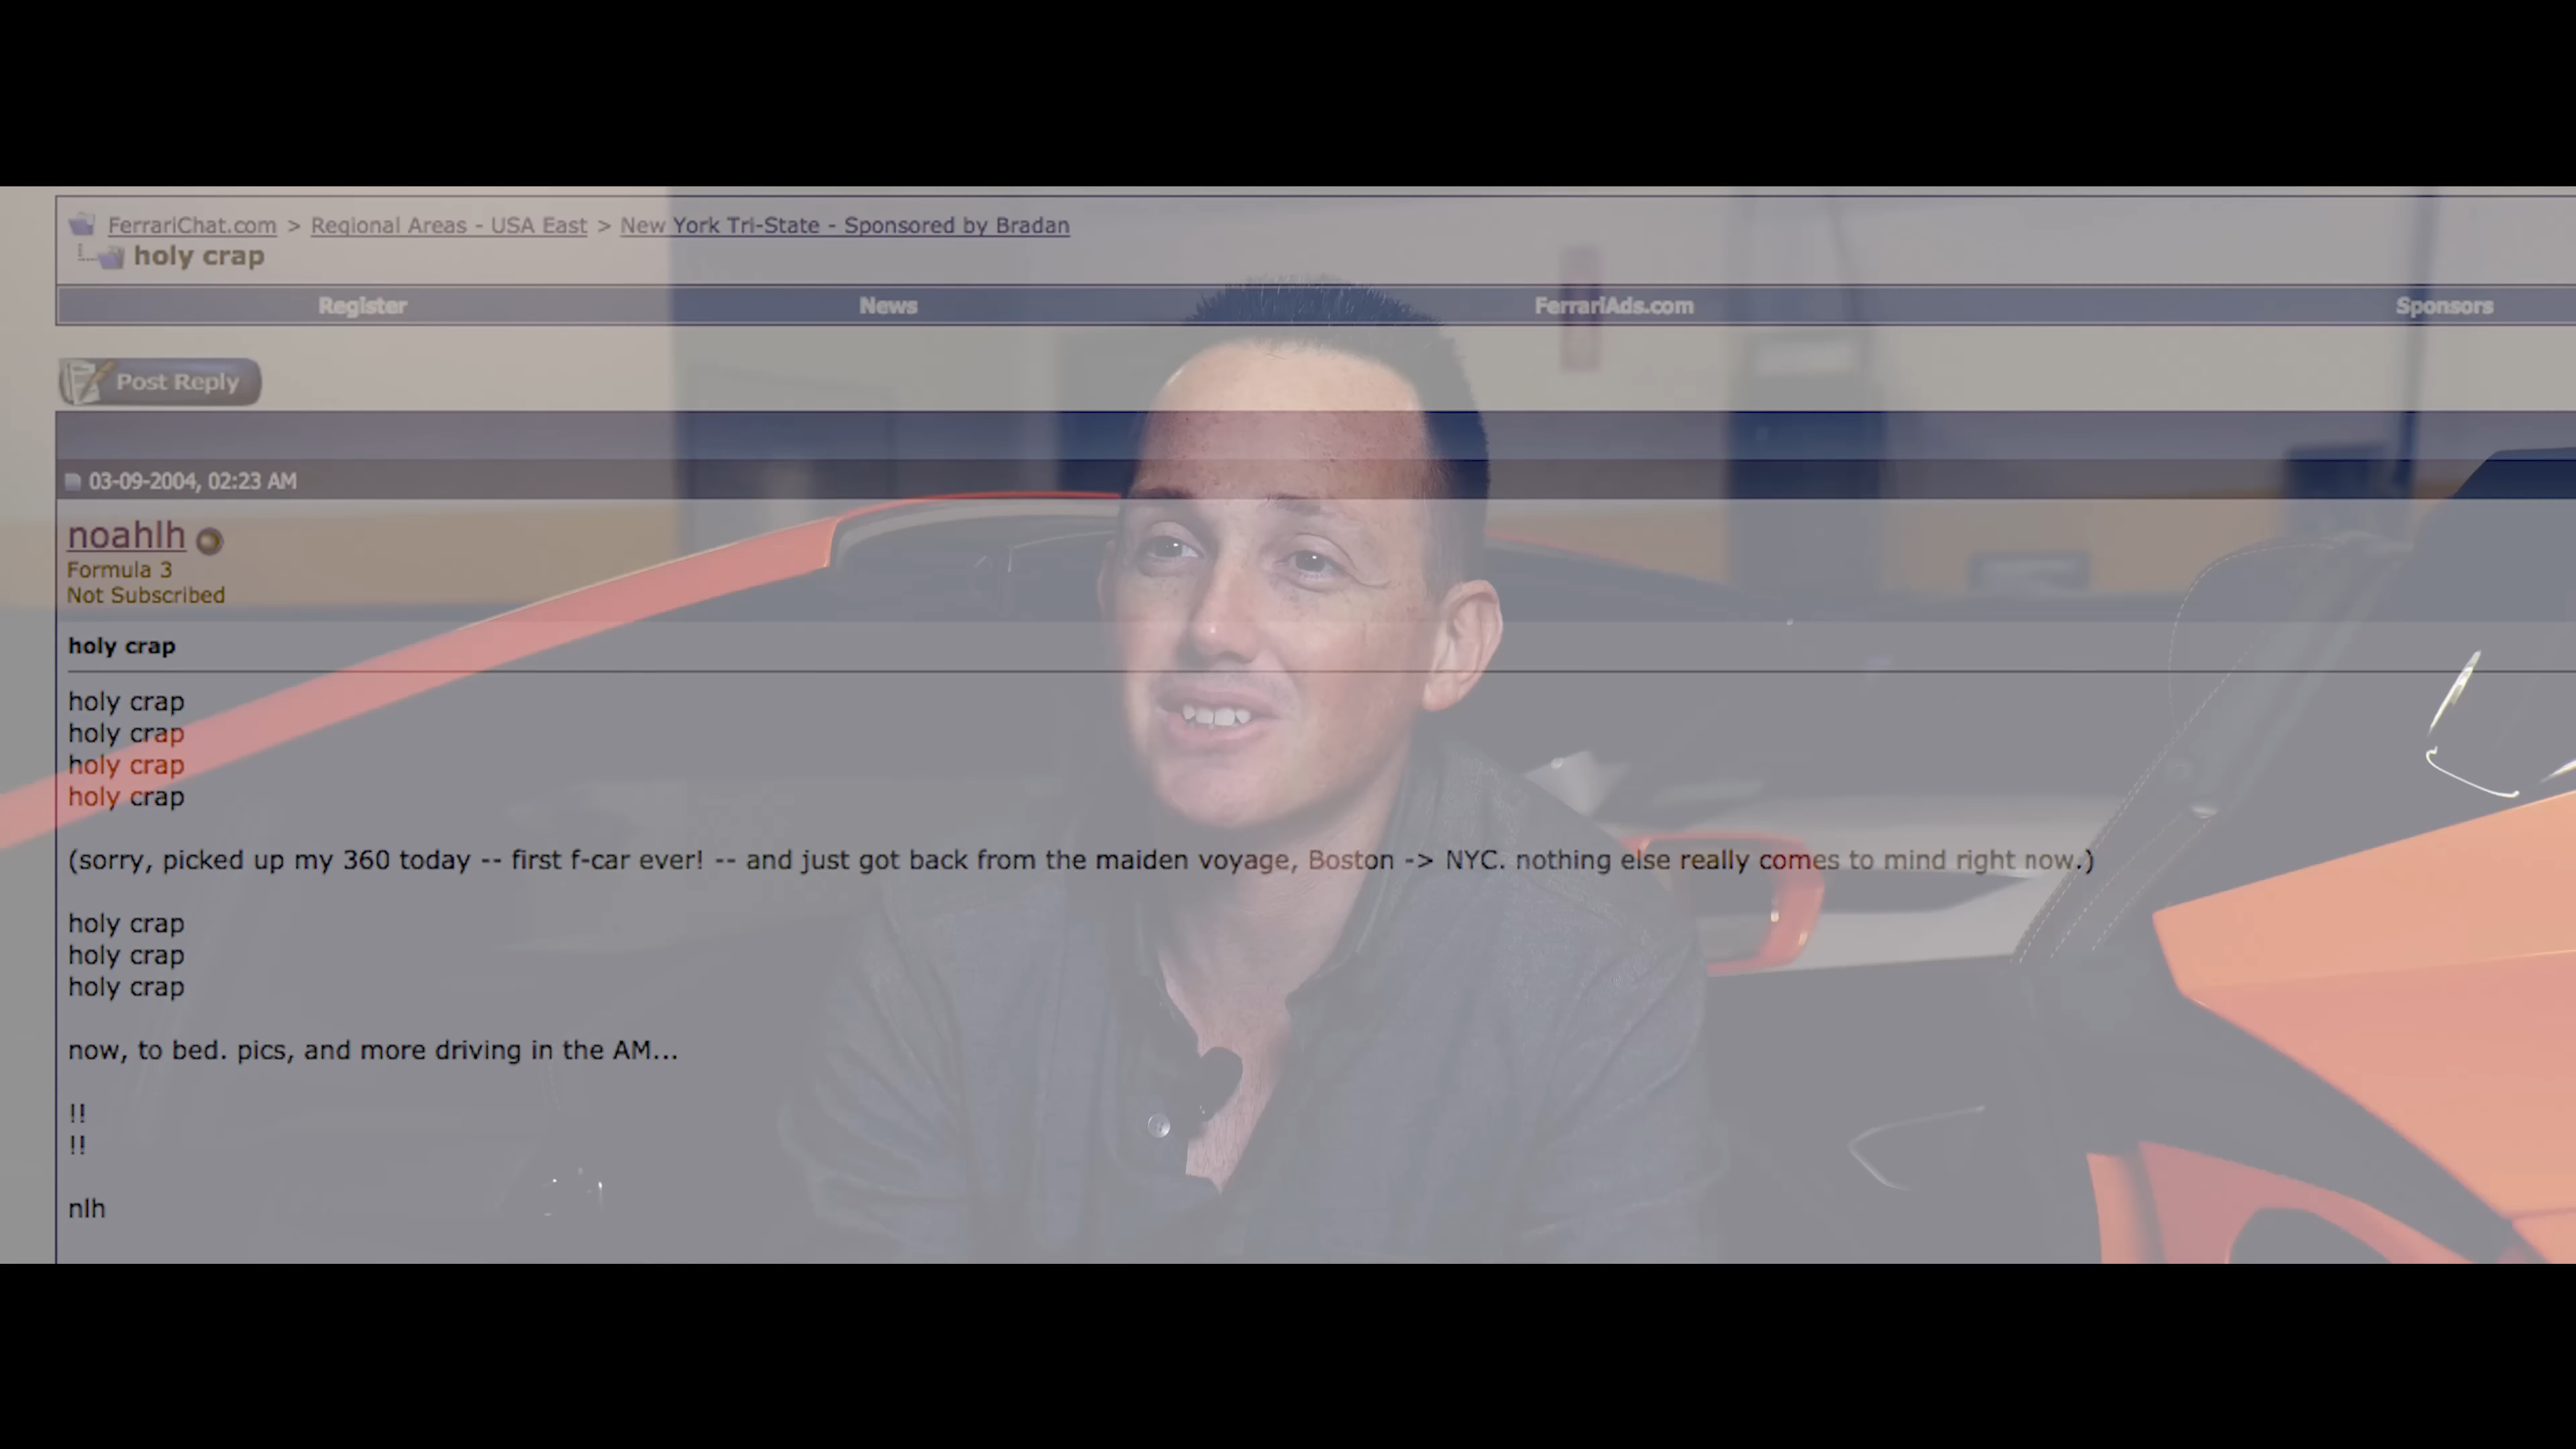 FerrariChat.com > Regional Areas - USA East > New York Tri-State - Sponsored by Bradan
holy crap
Register News FerrariAds.com Sponsors
Post Reply
03-09-2004, 02:23 AM
noahlh
Formula 3
Not Subscribed
holy crap
holy crap
holy crap
holy crap
holy crap
(sorry, picked up my 360 today -- first f-car ever! -- and just got back from the maiden voyage, Boston -> NYC. nothing else really comes to mind right now.)
holy crap
holy crap
holy crap
now, to bed. pics, and more driving in the AM...
!!
!!
nlh